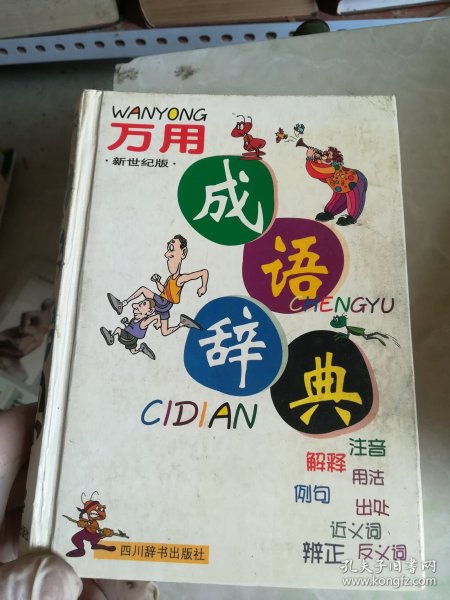 WANYONG
万用
·新世纪版·
成
语
CHENGYU
辞
典
CIDIAN
注音
解释
用法
例句
出处
近义词
辨正 反义词
四川辞书出版社
孔夫子旧书网
www.kongfz.com